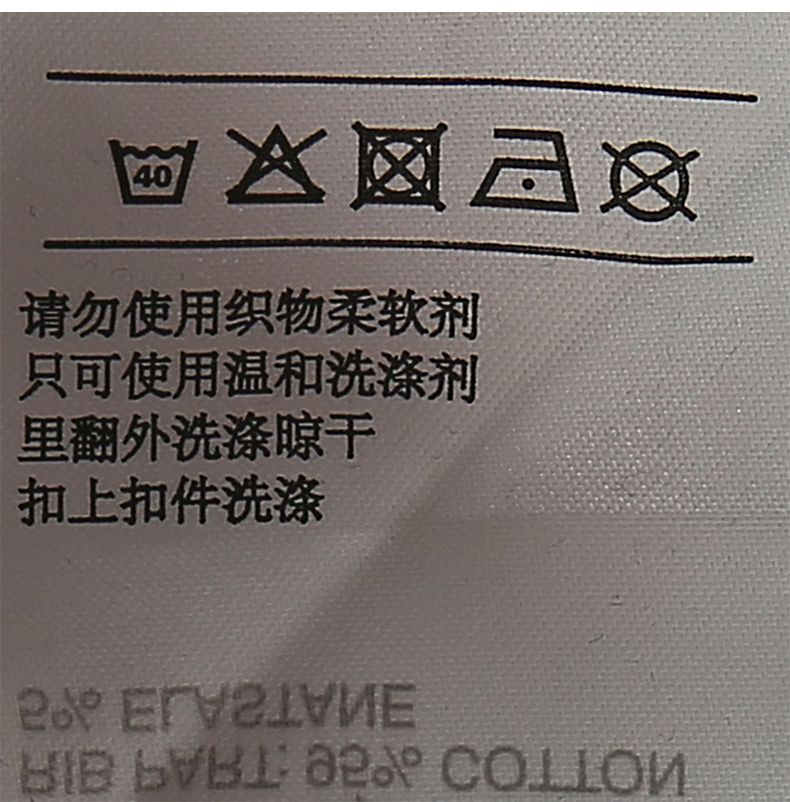 40
请勿使用织物柔软剂
只可使用温和洗涤剂
里翻外洗涤晾干
扣上扣件洗涤
5% ELASTANE
RIB PART: 95% COTTON